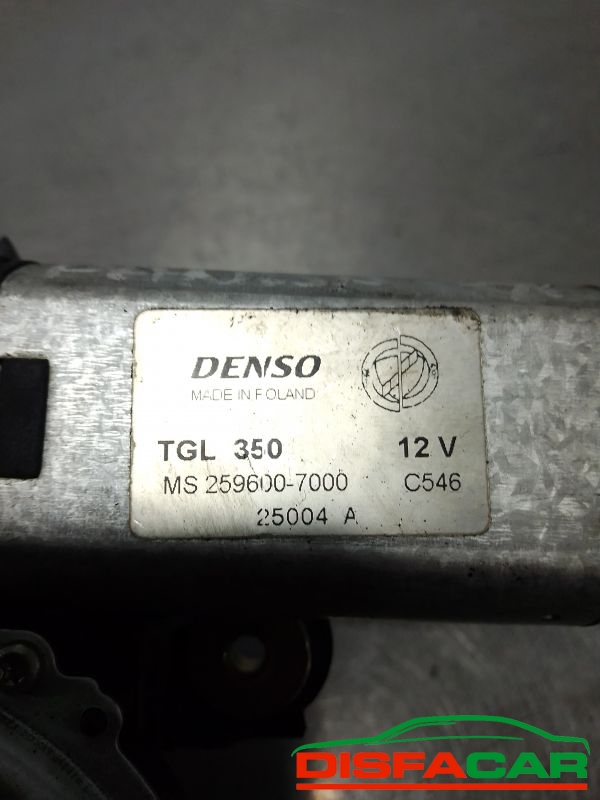 DENSO
MADE IN POLAND
TGL 350 12 V
MS 259600-7000 C546
25004 A
DISFACAR